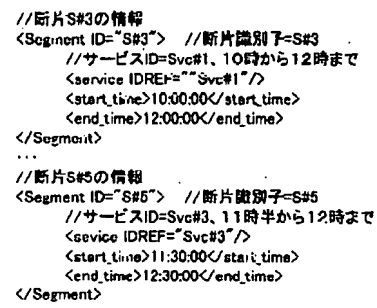 //断片S#3の情報
<Segment ID="S#3"> //断片識別子=S#3
//サービスID=Svc#1、10時から12時まで
<service IDREF=""Svc#1"/>
<start_time>10:00:00</start_time>
<end_time>12:00:00</end_time>
</Segment>
...
//断片S#5の情報
<Segment ID="S#5"> //断片識別子=S#5
//サービスID=Svc#3、11時半から12時まで
<sevice IDREF="Svc#3"/>
<start_time>11:30:00</start_time>
<end_time>12:30:00</end_time>
</Segment>